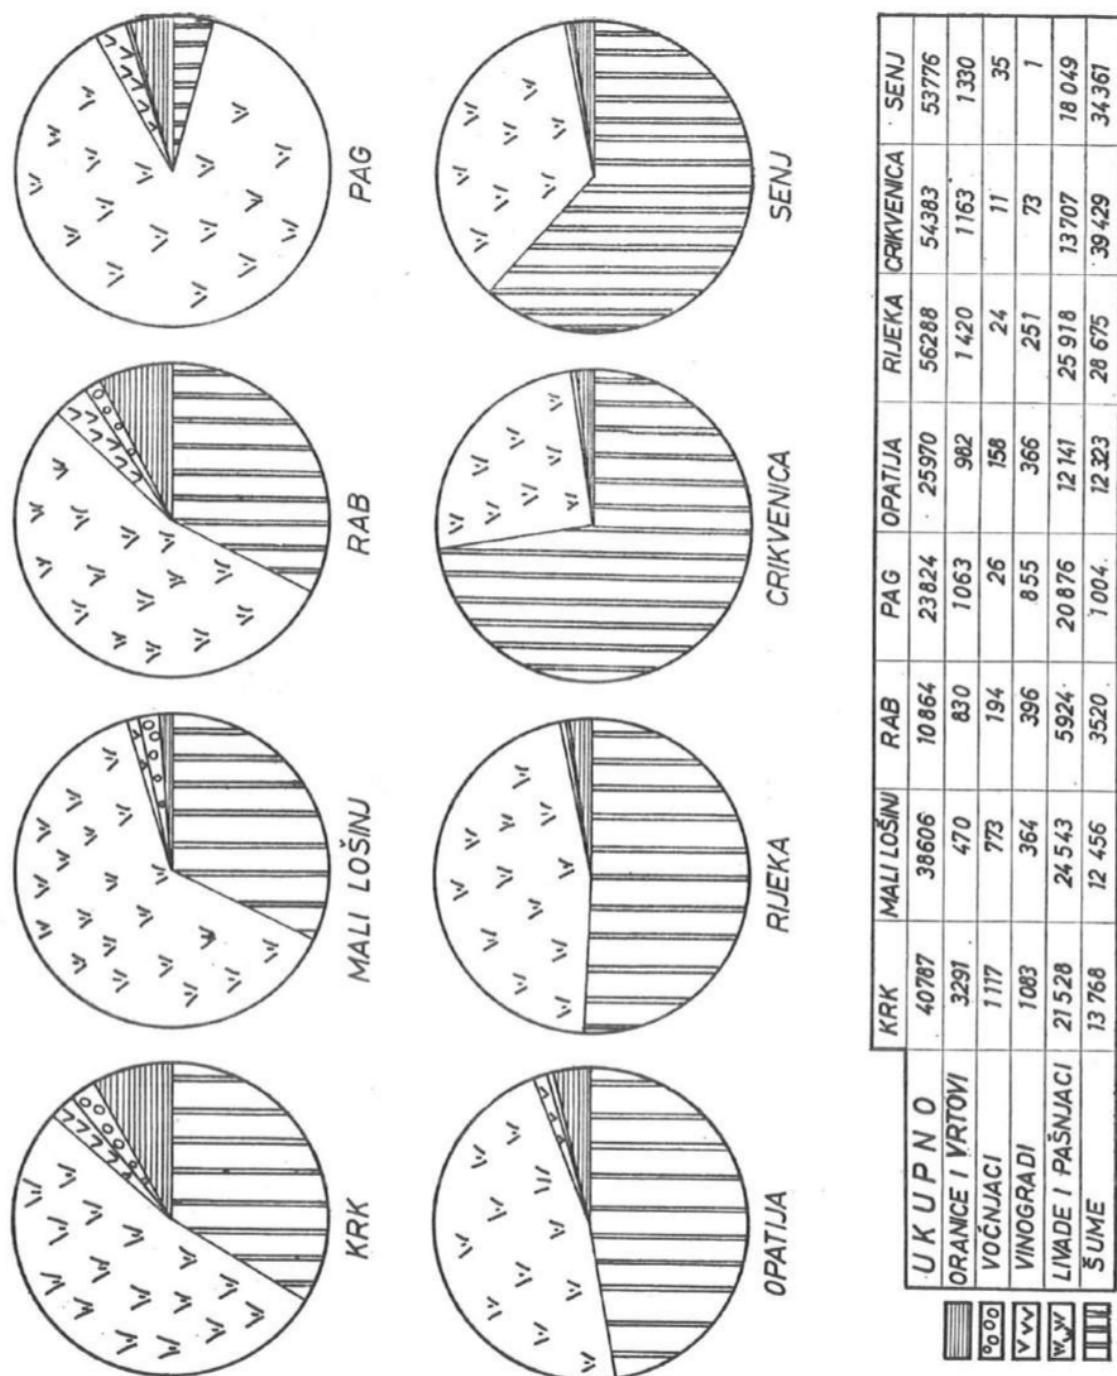 KRK
MALI LOŠINJ
RAB
PAG
OPATIJA
RIJEKA
CRIKVENICA
SENJ
KRK MALI LOŠINJ RAB PAG OPATIJA RIJEKA CRIKVENICA SENJ
UKUPNO 40787 38606 10864 23824 25970 56288 54383 53776
ORANICE I VRTOVI 3291 470 830 1063 982 1420 1163 1330
VOĆNJACI 1117 773 194 26 158 24 11 35
VINOGRADI 1083 364 396 855 366 251 73 1
LIVADE I PAŠNJACI 21528 24543 5924 20876 12141 25918 13707 18049
ŠUME 13768 12456 3520 1004 12323 28675 39429 34361